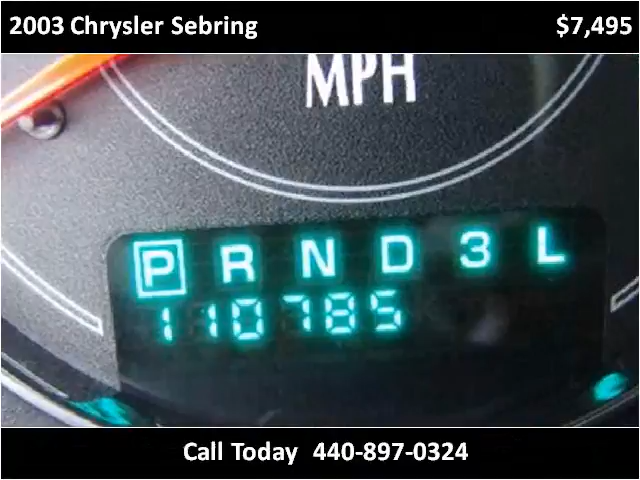 2003 Chrysler Sebring $7,495
MPH
P R N D 3 L
110785
Call Today 440-897-0324